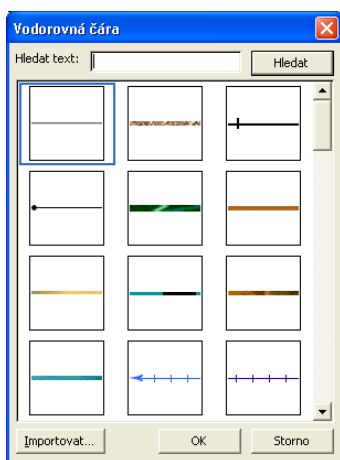 Vodorovná čára
Hledat text:
Hledat
Importovat...
OK
Storno